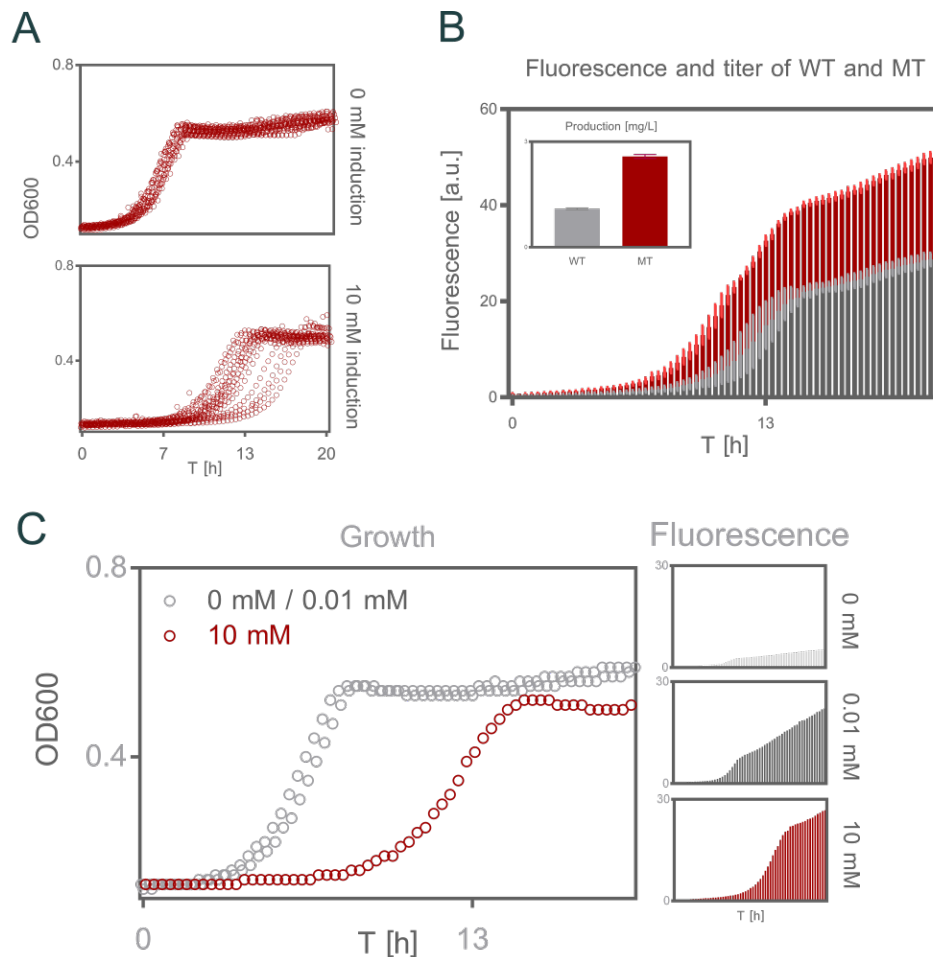 A
0.8
0.4
OD600
0 mM induction
0.8
0.4
10 mM induction
0
7
13
20
T [h]
B
Fluorescence and titer of WT and MT
60
40
20
0
Fluorescence [a.u.]
Production [mg/L]
3
0
WT
MT
0
13
T [h]
C
Growth
0.8
0.4
OD600
0 mM / 0.01 mM
10 mM
0
13
T [h]
Fluorescence
30
0
0 mM
30
0
0.01 mM
30
0
10 mM
T [h]